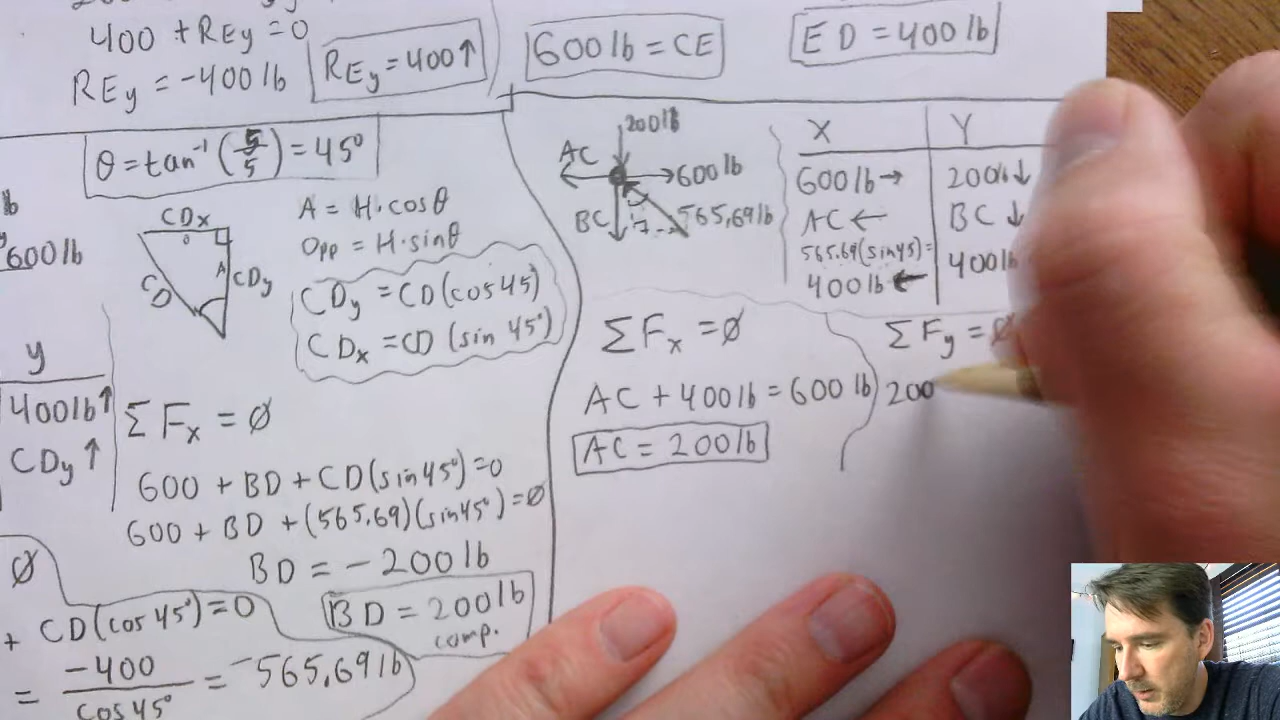 400 + REy = 0
REy = -400 lb
REy = 400 ↑
600 lb = CE
ED = 400 lb
θ = tan⁻¹(5/5) = 45°
lb
600 lb
CDx
θ
A
CD
CDy
A = H·cosθ
Opp = H·sinθ
CDy = CD(cos 45)
CDx = CD (sin 45°)
y
400 lb ↑
CDy ↑
ΣFx = Ø
600 + BD + CD(sin 45°) = 0
600 + BD + (565.69)(sin 45°) = Ø
BD = - 200 lb
BD = 200 lb
comp.
Ø
+ CD(cos 45°) = 0
= -400 / cos 45° = -565.69 lb
200 lb
AC
600 lb
BC
565.69 lb
X Y
600 lb → 200 lb ↓
AC ← BC ↓
565.69(sin 45) =
400 lb ← 400 lb
ΣFx = Ø
AC + 400 lb = 600 lb
AC = 200 lb
ΣFy = Ø
200